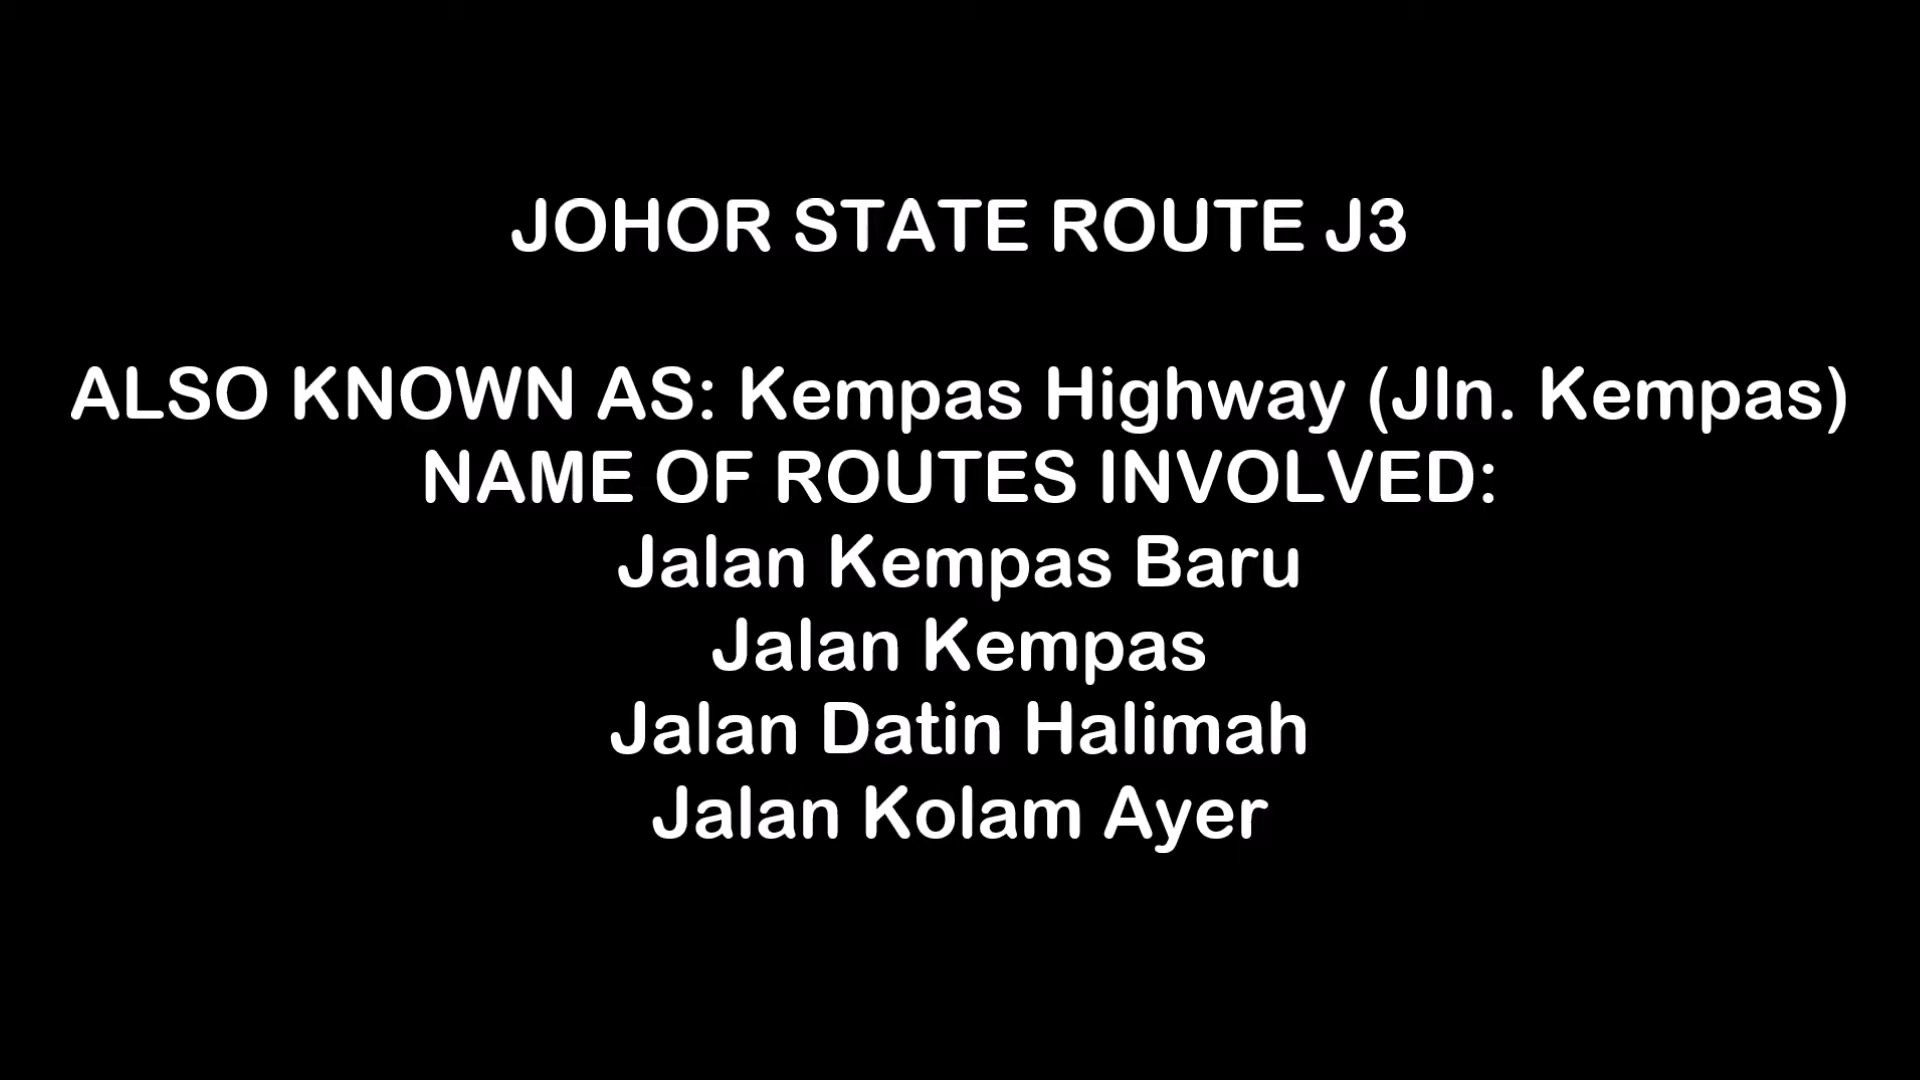 JOHOR STATE ROUTE J3
ALSO KNOWN AS: Kempas Highway (Jln. Kempas)
NAME OF ROUTES INVOLVED:
Jalan Kempas Baru
Jalan Kempas
Jalan Datin Halimah
Jalan Kolam Ayer